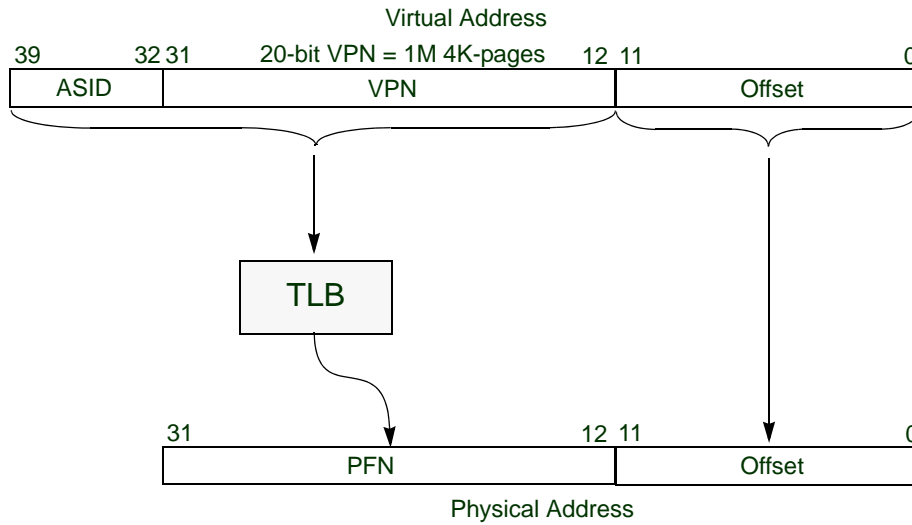 Virtual Address
39 32 31 20-bit VPN = 1M 4K-pages 12 11 0
ASID VPN Offset
TLB
31 12 11 0
PFN Offset
Physical Address